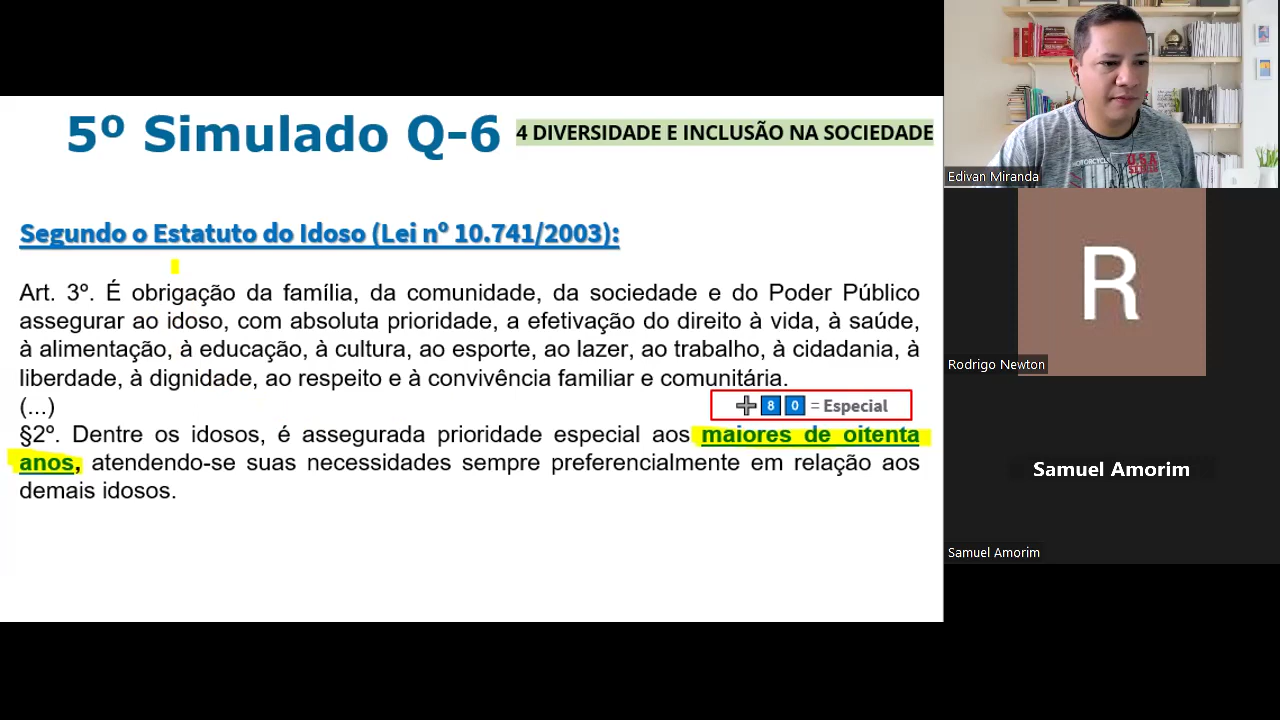 5º Simulado Q-6
4 DIVERSIDADE E INCLUSÃO NA SOCIEDADE
Segundo o Estatuto do Idoso (Lei nº 10.741/2003):
Art. 3º. É obrigação da família, da comunidade, da sociedade e do Poder Público
assegurar ao idoso, com absoluta prioridade, a efetivação do direito à vida, à saúde,
à alimentação, à educação, à cultura, ao esporte, ao lazer, ao trabalho, à cidadania, à
liberdade, à dignidade, ao respeito e à convivência familiar e comunitária.
(...)
+ 8 0 = Especial
§2º. Dentre os idosos, é assegurada prioridade especial aos maiores de oitenta
anos, atendendo-se suas necessidades sempre preferencialmente em relação aos
demais idosos.
MOTORCYCLE
USA
Edivan Miranda
R
Rodrigo Newton
Samuel Amorim
Samuel Amorim